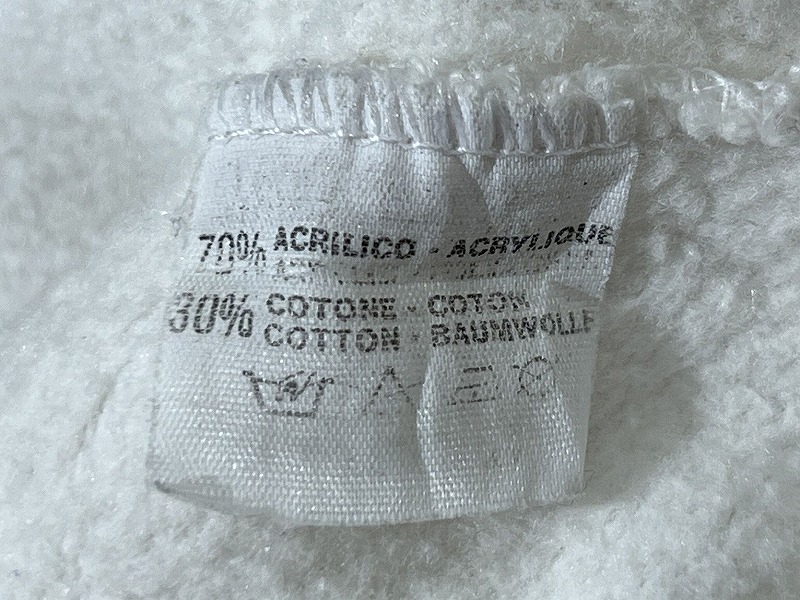 70% ACRILICO - ACRYLIQUE
30% COTONE - COTON
COTTON - BAUMWOLLE